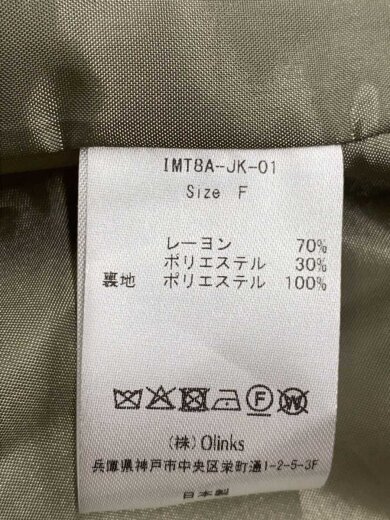 IMT8A-JK-01
Size F
レーヨン 70%
ポリエステル 30%
裏地 ポリエステル 100%
(株) Olinks
兵庫県神戸市中央区栄町通1-2-5-3F
日本製